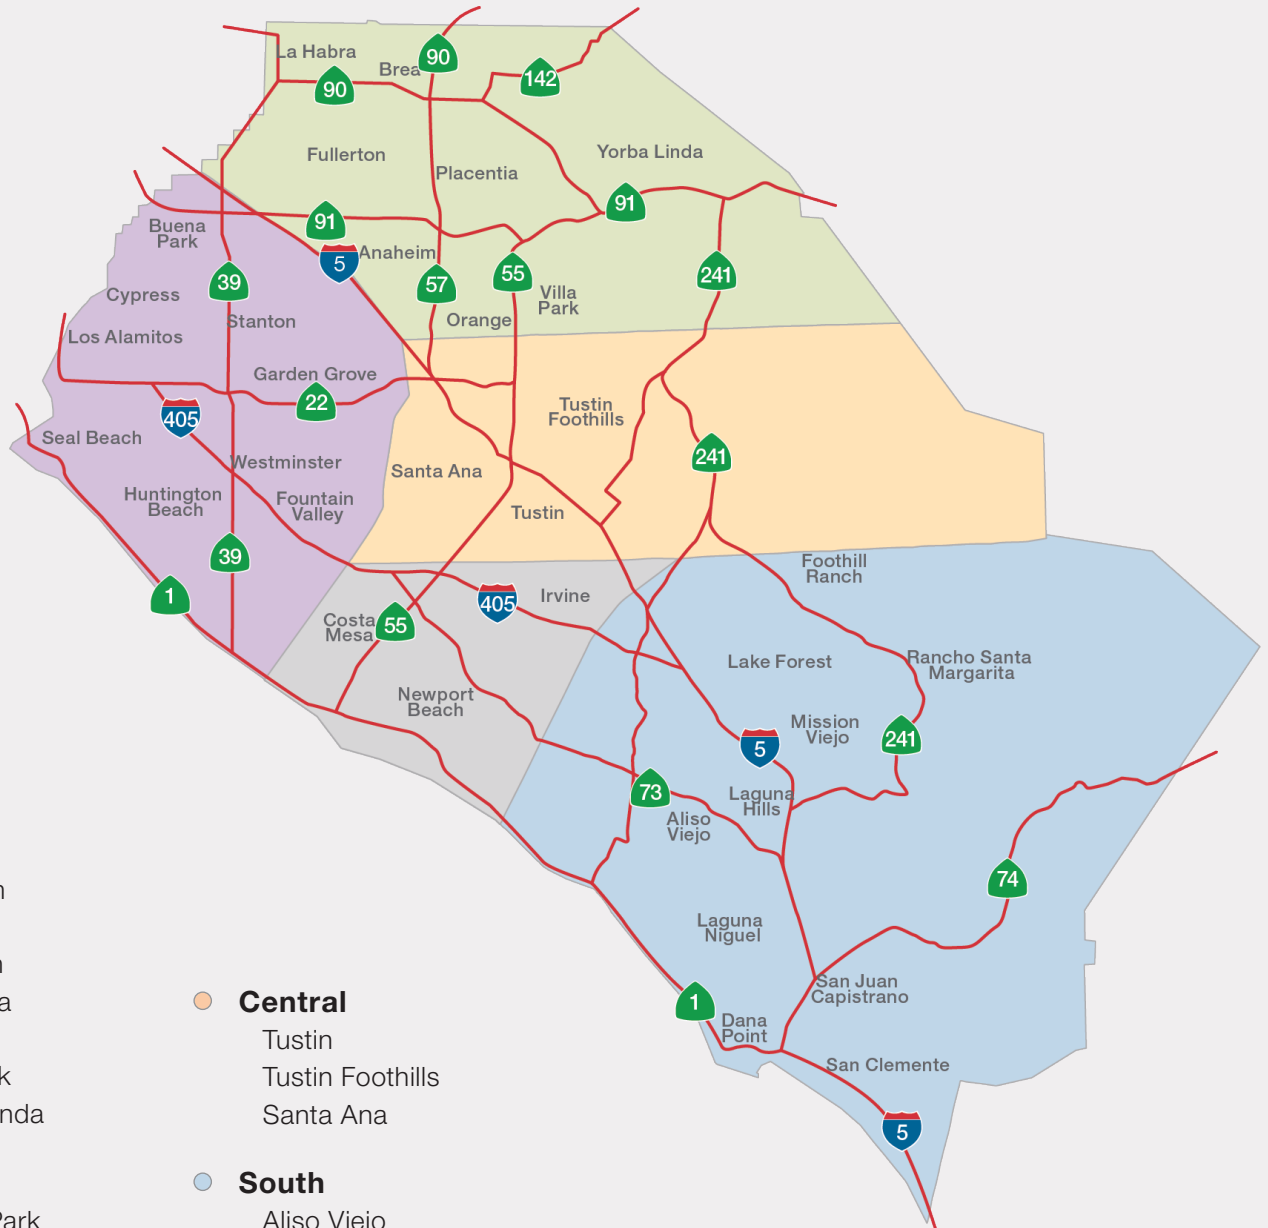 La Habra
Brea
90
90
142
Fullerton
Placentia
Yorba Linda
91
91
Buena
Park
Anaheim
5
39
57
55
241
Cypress
Villa
Park
Stanton
Orange
Los Alamitos
Garden Grove
22
405
Tustin
Foothills
Seal Beach
241
Westminster
Santa Ana
Huntington
Beach
Fountain
Valley
Tustin
39
1
Foothill
Ranch
405
Irvine
Costa
Mesa
55
Lake Forest
Rancho Santa
Margarita
Newport
Beach
Mission
Viejo
241
5
73
Laguna
Hills
Aliso
Viejo
74
Laguna
Niguel
San Juan
Capistrano
1
Dana
Point
San Clemente
5
Central
Tustin
Tustin Foothills
Santa Ana
South
Aliso Viejo